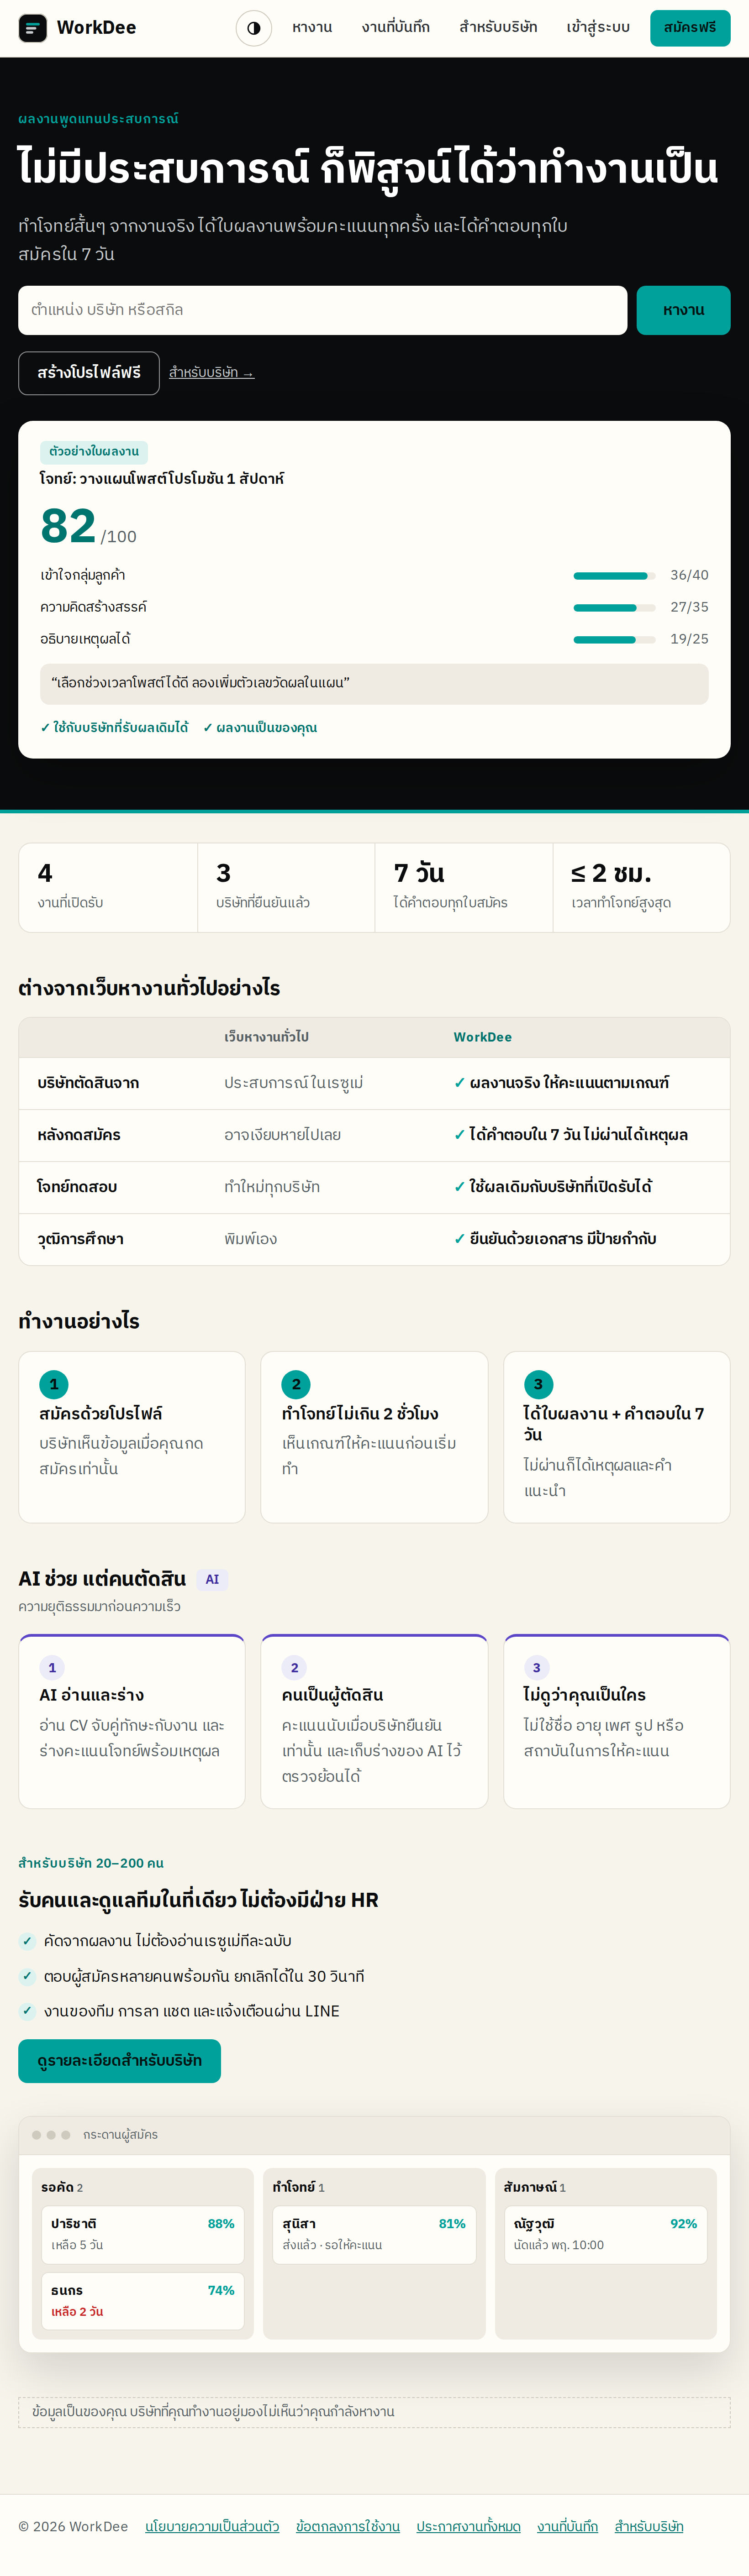 WorkDee
หางาน
งานที่บันทึก
สำหรับบริษัท
เข้าสู่ระบบ
สมัครฟรี
ผลงานพูดแทนประสบการณ์
ไม่มีประสบการณ์ ก็พิสูจน์ได้ว่าทำงานเป็น
ทำโจทย์สั้นๆ จากงานจริง ได้ใบผลงานพร้อมคะแนนทุกครั้ง และได้คำตอบทุกใบ
สมัครใน 7 วัน
ตำแหน่ง บริษัท หรือสกิล
หางาน
สร้างโปรไฟล์ฟรี
สำหรับบริษัท →
ตัวอย่างใบผลงาน
โจทย์: วางแผนโพสต์โปรโมชัน 1 สัปดาห์
82 /100
เข้าใจกลุ่มลูกค้า 36/40
ความคิดสร้างสรรค์ 27/35
อธิบายเหตุผลได้ 19/25
“เลือกช่วงเวลาโพสต์ได้ดี ลองเพิ่มตัวเลขวัดผลในแผน”
✓ ใช้กับบริษัทที่รับผลเดิมได้ ✓ ผลงานเป็นของคุณ
4
งานที่เปิดรับ
3
บริษัทที่ยืนยันแล้ว
7 วัน
ได้คำตอบทุกใบสมัคร
≤ 2 ชม.
เวลาทำโจทย์สูงสุด
ต่างจากเว็บหางานทั่วไปอย่างไร
เว็บหางานทั่วไป WorkDee
บริษัทตัดสินจาก ประสบการณ์ในเรซูเม่ ✓ ผลงานจริง ให้คะแนนตามเกณฑ์
หลังกดสมัคร อาจเงียบหายไปเลย ✓ ได้คำตอบใน 7 วัน ไม่ผ่านได้เหตุผล
โจทย์ทดสอบ ทำใหม่ทุกบริษัท ✓ ใช้ผลเดิมกับบริษัทที่เปิดรับได้
วุฒิการศึกษา พิมพ์เอง ✓ ยืนยันด้วยเอกสาร มีป้ายกำกับ
ทำงานอย่างไร
1
สมัครด้วยโปรไฟล์
บริษัทเห็นข้อมูลเมื่อคุณกด
สมัครเท่านั้น
2
ทำโจทย์ไม่เกิน 2 ชั่วโมง
เห็นเกณฑ์ให้คะแนนก่อนเริ่ม
ทำ
3
ได้ใบผลงาน + คำตอบใน 7
วัน
ไม่ผ่านก็ได้เหตุผลและคำ
แนะนำ
AI ช่วย แต่คนตัดสิน AI
ความยุติธรรมมาก่อนความเร็ว
1
AI อ่านและร่าง
อ่าน CV จับคู่ทักษะกับงาน และ
ร่างคะแนนโจทย์พร้อมเหตุผล
2
คนเป็นผู้ตัดสิน
คะแนนนับเมื่อบริษัทยืนยัน
เท่านั้น และเก็บร่างของ AI ไว้
ตรวจย้อนได้
3
ไม่ดูว่าคุณเป็นใคร
ไม่ใช้ชื่อ อายุ เพศ รูป หรือ
สถาบันในการให้คะแนน
สำหรับบริษัท 20–200 คน
รับคนและดูแลทีมในที่เดียว ไม่ต้องมีฝ่าย HR
✓ คัดจากผลงาน ไม่ต้องอ่านเรซูเม่ทีละฉบับ
✓ ตอบผู้สมัครหลายคนพร้อมกัน ยกเลิกได้ใน 30 วินาที
✓ งานของทีม การลา แชต และแจ้งเตือนผ่าน LINE
ดูรายละเอียดสำหรับบริษัท
กระดานผู้สมัคร
รอคัด 2
ปาริชาติ 88%
เหลือ 5 วัน
ธนกร 74%
เหลือ 2 วัน
ทำโจทย์ 1
สุนิสา 81%
ส่งแล้ว · รอให้คะแนน
สัมภาษณ์ 1
ณัฐวุฒิ 92%
นัดแล้ว พฤ. 10:00
ข้อมูลเป็นของคุณ บริษัทที่คุณทำงานอยู่มองไม่เห็นว่าคุณกำลังหางาน
© 2026 WorkDee นโยบายความเป็นส่วนตัว ข้อตกลงการใช้งาน ประกาศงานทั้งหมด งานที่บันทึก สำหรับบริษัท